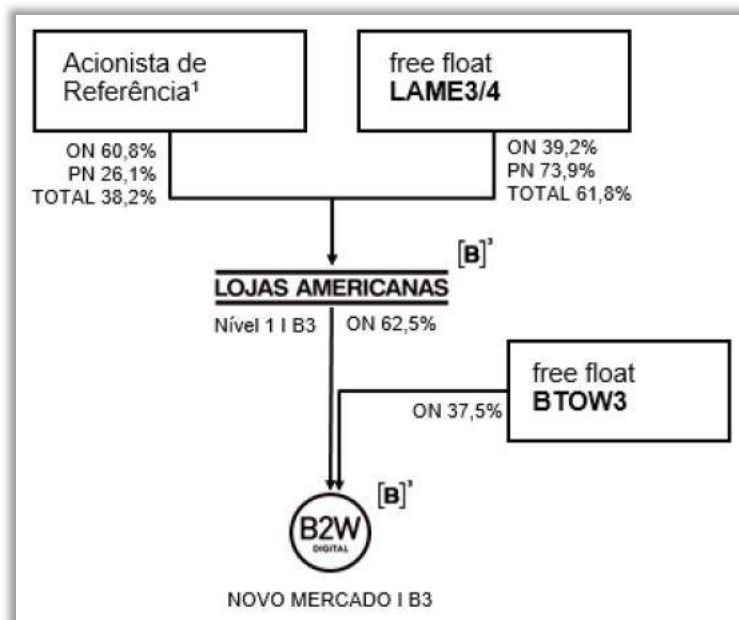 Acionista de
Referência¹
free float
LAME3/4
ON 60,8%
PN 26,1%
TOTAL 38,2%
ON 39,2%
PN 73,9%
TOTAL 61,8%
[B]³
LOJAS AMERICANAS
Nível 1 I B3
ON 62,5%
free float
BTOW3
ON 37,5%
[B]³
B2W
DIGITAL
NOVO MERCADO I B3